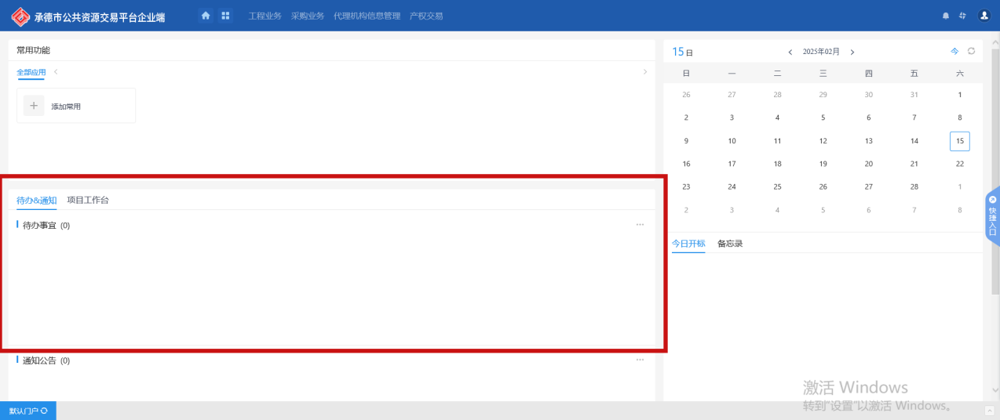 承德市公共资源交易平台企业端 工程业务 采购业务 代理机构信息管理 产权交易
常用功能
全部应用
添加常用
待办&通知 项目工作台
待办事宜 (0)
通知公告 (0)
15日 2025年02月 今
日 一 二 三 四 五 六
26 27 28 29 30 31 1
2 3 4 5 6 7 8
9 10 11 12 13 14 15
16 17 18 19 20 21 22
23 24 25 26 27 28 1
2 3 4 5 6 7 8
今日开标 备忘录
快捷入口
激活 Windows
转到"设置"以激活 Windows。
默认门户